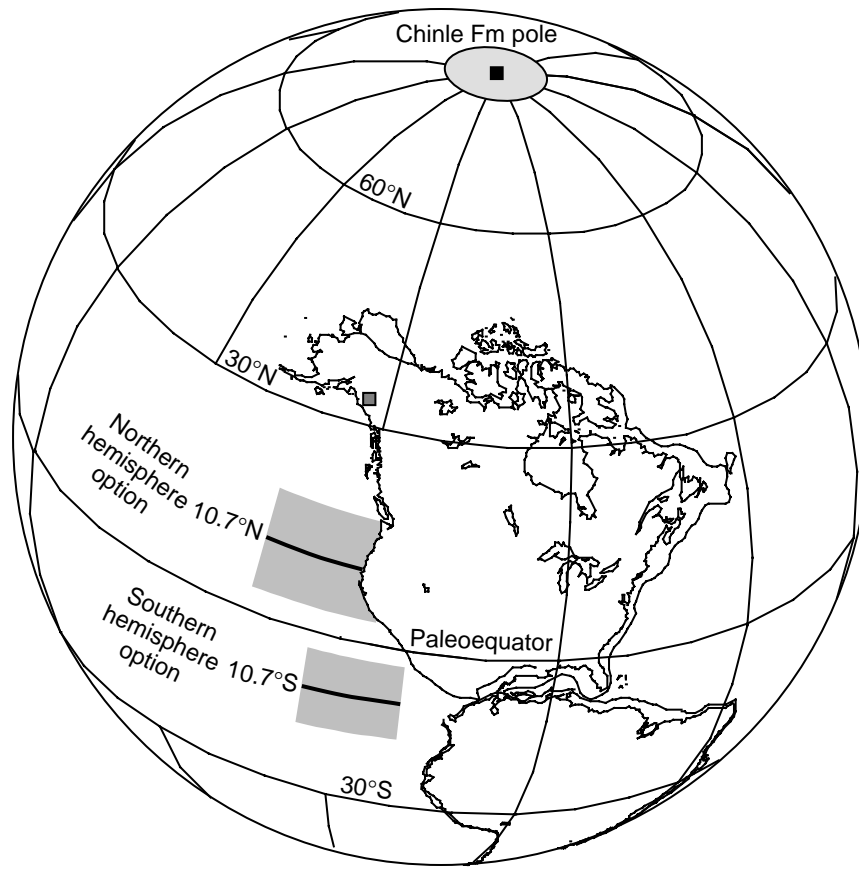 Chinle Fm pole
60°N
30°N
Northern
hemisphere 10.7°N
option
Southern
hemisphere 10.7°S
option
Paleoequator
30°S